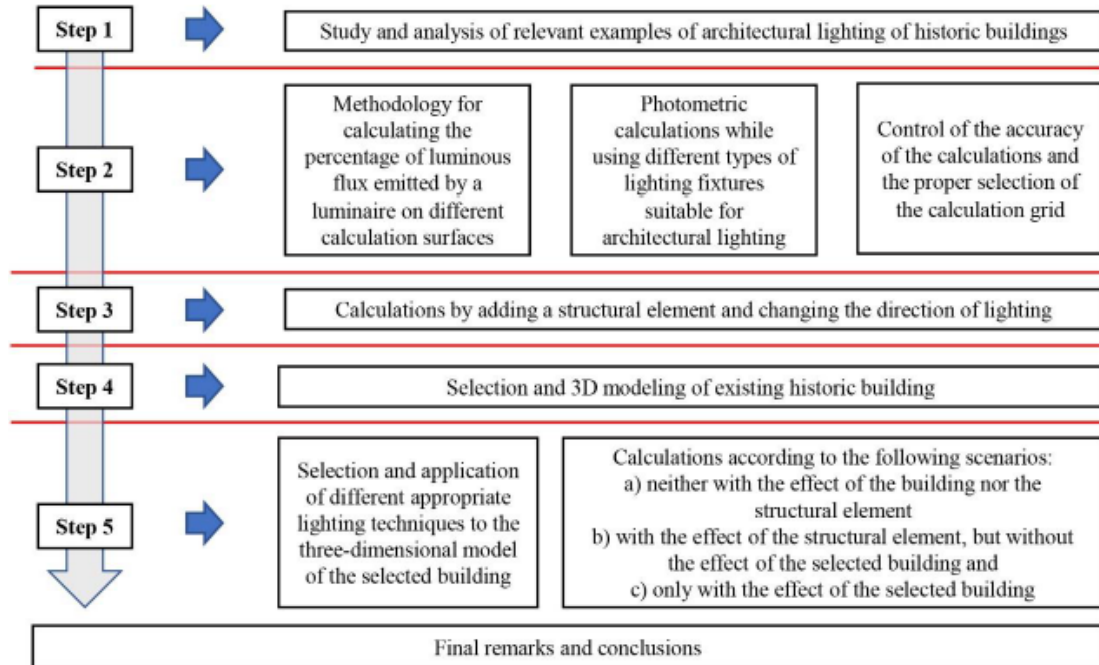 Step 1
Study and analysis of relevant examples of architectural lighting of historic buildings
Step 2
Methodology for
calculating the
percentage of luminous
flux emitted by a
luminaire on different
calculation surfaces
Photometric
calculations while
using different types of
lighting fixtures
suitable for
architectural lighting
Control of the accuracy
of the calculations and
the proper selection of
the calculation grid
Step 3
Calculations by adding a structural element and changing the direction of lighting
Step 4
Selection and 3D modeling of existing historic building
Step 5
Selection and application
of different appropriate
lighting techniques to the
three-dimensional model
of the selected building
Calculations according to the following scenarios:
a) neither with the effect of the building nor the
structural element
b) with the effect of the structural element, but without
the effect of the selected building and
c) only with the effect of the selected building
Final remarks and conclusions